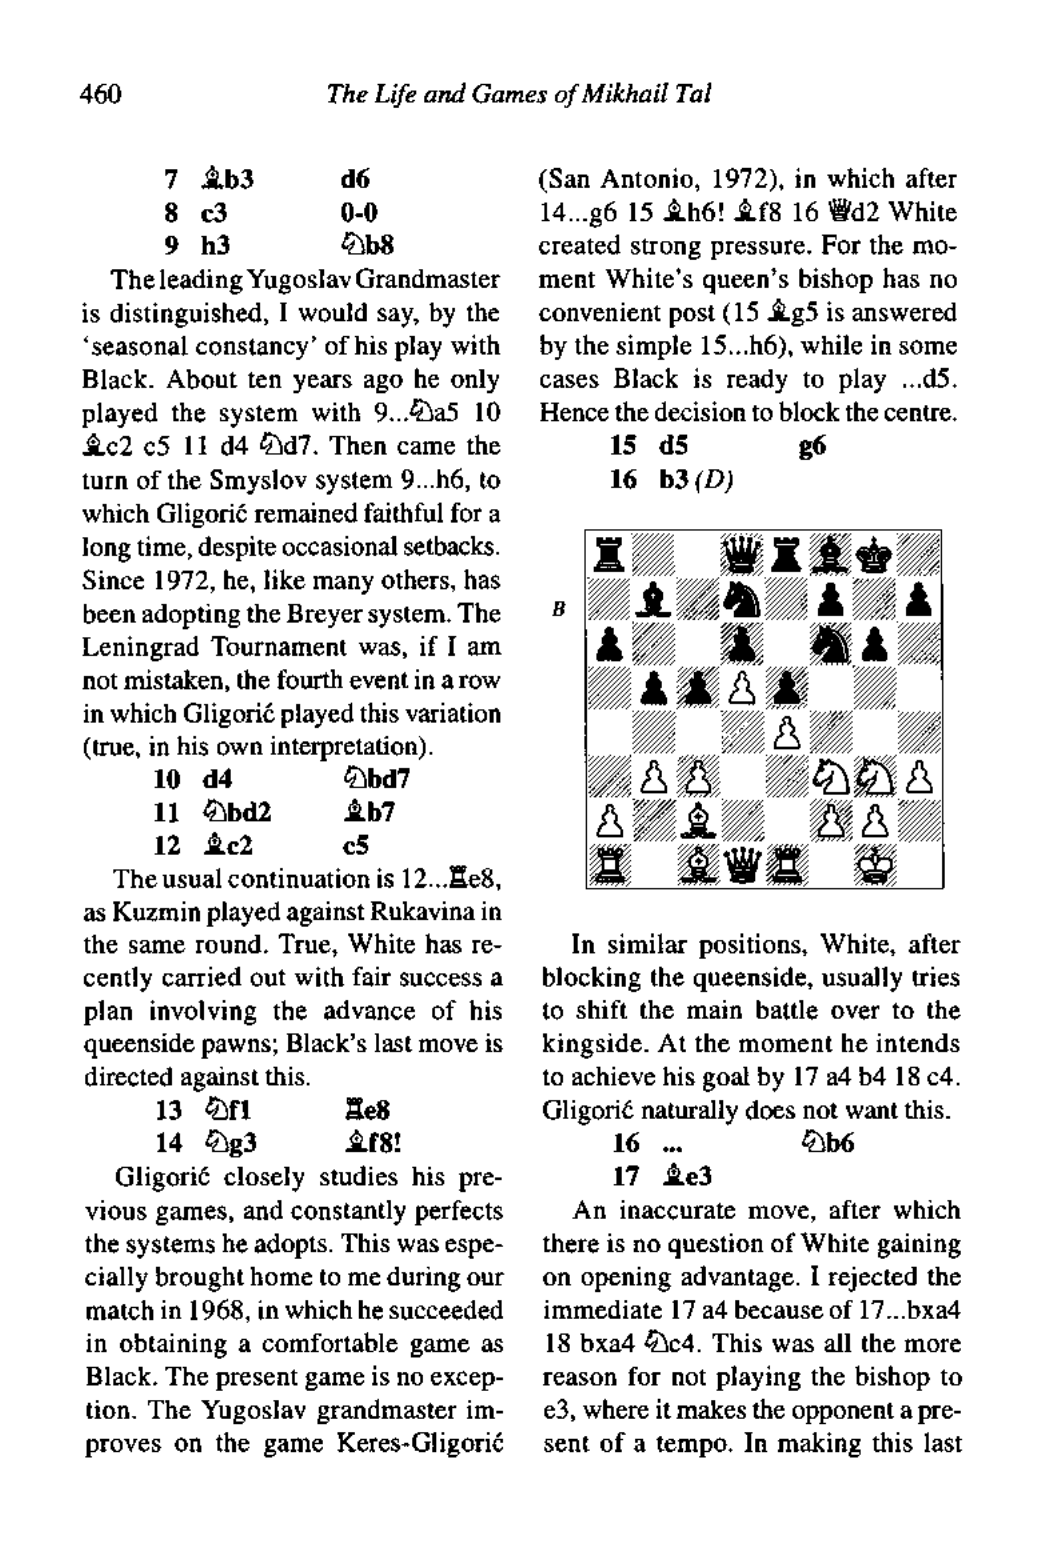 460
The Life and Games of Mikhail Tal
7 ♗b3 d6
8 c3 0-0
9 h3 ♘b8
The leading Yugoslav Grandmaster
is distinguished, I would say, by the
‘seasonal constancy’ of his play with
Black. About ten years ago he only
played the system with 9...♘a5 10
♗c2 c5 11 d4 ♘d7. Then came the
turn of the Smyslov system 9...h6, to
which Gligorić remained faithful for a
long time, despite occasional setbacks.
Since 1972, he, like many others, has
been adopting the Breyer system. The
Leningrad Tournament was, if I am
not mistaken, the fourth event in a row
in which Gligorić played this variation
(true, in his own interpretation).
10 d4 ♘bd7
11 ♘bd2 ♗b7
12 ♗c2 c5
The usual continuation is 12...♖e8,
as Kuzmin played against Rukavina in
the same round. True, White has re-
cently carried out with fair success a
plan involving the advance of his
queenside pawns; Black's last move is
directed against this.
13 ♘f1 ♖e8
14 ♘g3 ♗f8!
Gligorić closely studies his pre-
vious games, and constantly perfects
the systems he adopts. This was espe-
cially brought home to me during our
match in 1968, in which he succeeded
in obtaining a comfortable game as
Black. The present game is no excep-
tion. The Yugoslav grandmaster im-
proves on the game Keres-Gligorić
(San Antonio, 1972), in which after
14...g6 15 ♗h6! ♗f8 16 ♕d2 White
created strong pressure. For the mo-
ment White's queen's bishop has no
convenient post (15 ♗g5 is answered
by the simple 15...h6), while in some
cases Black is ready to play ...d5.
Hence the decision to block the centre.
15 d5 g6
16 b3 (D)
B
In similar positions, White, after
blocking the queenside, usually tries
to shift the main battle over to the
kingside. At the moment he intends
to achieve his goal by 17 a4 b4 18 c4.
Gligorić naturally does not want this.
16 ... ♘b6
17 ♗e3
An inaccurate move, after which
there is no question of White gaining
on opening advantage. I rejected the
immediate 17 a4 because of 17...bxa4
18 bxa4 ♘c4. This was all the more
reason for not playing the bishop to
e3, where it makes the opponent a pre-
sent of a tempo. In making this last